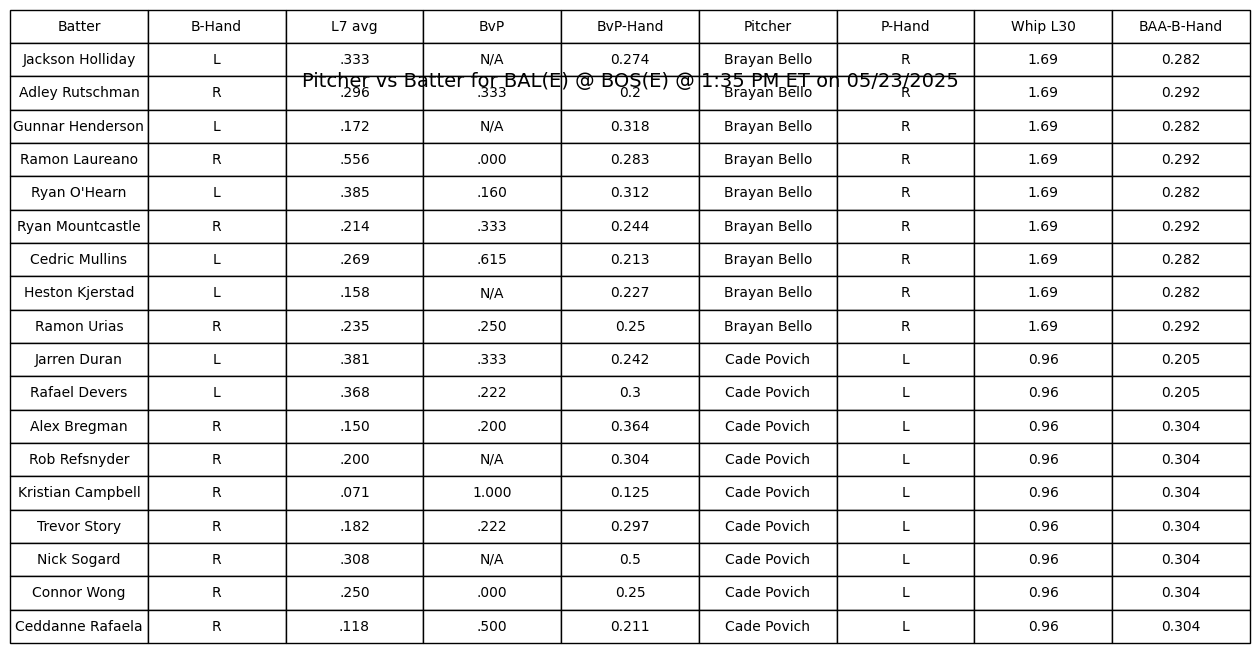 Batter B-Hand L7 avg BvP BvP-Hand Pitcher P-Hand Whip L30 BAA-B-Hand
Jackson Holliday L .333 N/A 0.274 Brayan Bello R 1.69 0.282
Pitcher vs Batter for BAL(E) @ BOS(E) @ 1:35 PM ET on 05/23/2025
Adley Rutschman R .296 .333 0.2 Brayan Bello R 1.69 0.292
Gunnar Henderson L .172 N/A 0.318 Brayan Bello R 1.69 0.282
Ramon Laureano R .556 .000 0.283 Brayan Bello R 1.69 0.292
Ryan O'Hearn L .385 .160 0.312 Brayan Bello R 1.69 0.282
Ryan Mountcastle R .214 .333 0.244 Brayan Bello R 1.69 0.292
Cedric Mullins L .269 .615 0.213 Brayan Bello R 1.69 0.282
Heston Kjerstad L .158 N/A 0.227 Brayan Bello R 1.69 0.282
Ramon Urias R .235 .250 0.25 Brayan Bello R 1.69 0.292
Jarren Duran L .381 .333 0.242 Cade Povich L 0.96 0.205
Rafael Devers L .368 .222 0.3 Cade Povich L 0.96 0.205
Alex Bregman R .150 .200 0.364 Cade Povich L 0.96 0.304
Rob Refsnyder R .200 N/A 0.304 Cade Povich L 0.96 0.304
Kristian Campbell R .071 1.000 0.125 Cade Povich L 0.96 0.304
Trevor Story R .182 .222 0.297 Cade Povich L 0.96 0.304
Nick Sogard R .308 N/A 0.5 Cade Povich L 0.96 0.304
Connor Wong R .250 .000 0.25 Cade Povich L 0.96 0.304
Ceddanne Rafaela R .118 .500 0.211 Cade Povich L 0.96 0.304